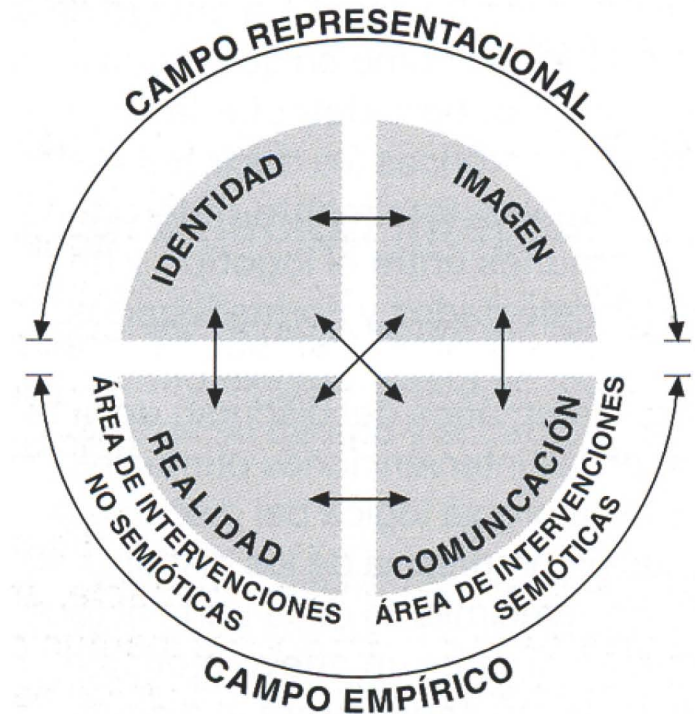 CAMPO REPRESENTACIONAL
IDENTIDAD
IMAGEN
REALIDAD
ÁREA DE INTERVENCIONES
NO SEMIÓTICAS
COMUNICACIÓN
ÁREA DE INTERVENCIONES
SEMIÓTICAS
CAMPO EMPÍRICO